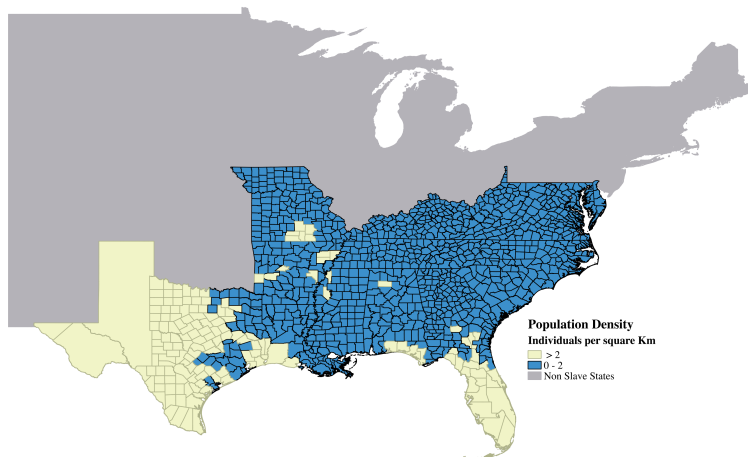 Population Density
Individuals per square Km
> 2
0 - 2
Non Slave States